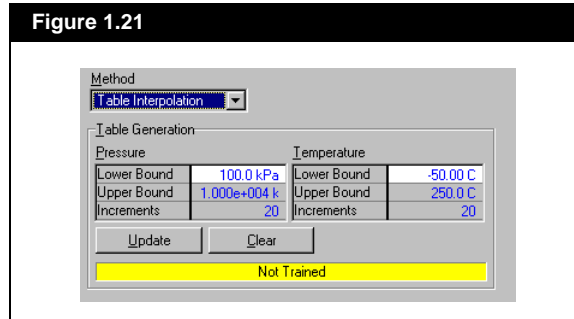 Figure 1.21
Method
Table Interpolation
Table Generation
Pressure Temperature
Lower Bound 100.0 kPa Lower Bound -50.00 C
Upper Bound 1.000e+004 k Upper Bound 250.0 C
Increments 20 Increments 20
Update Clear
Not Trained